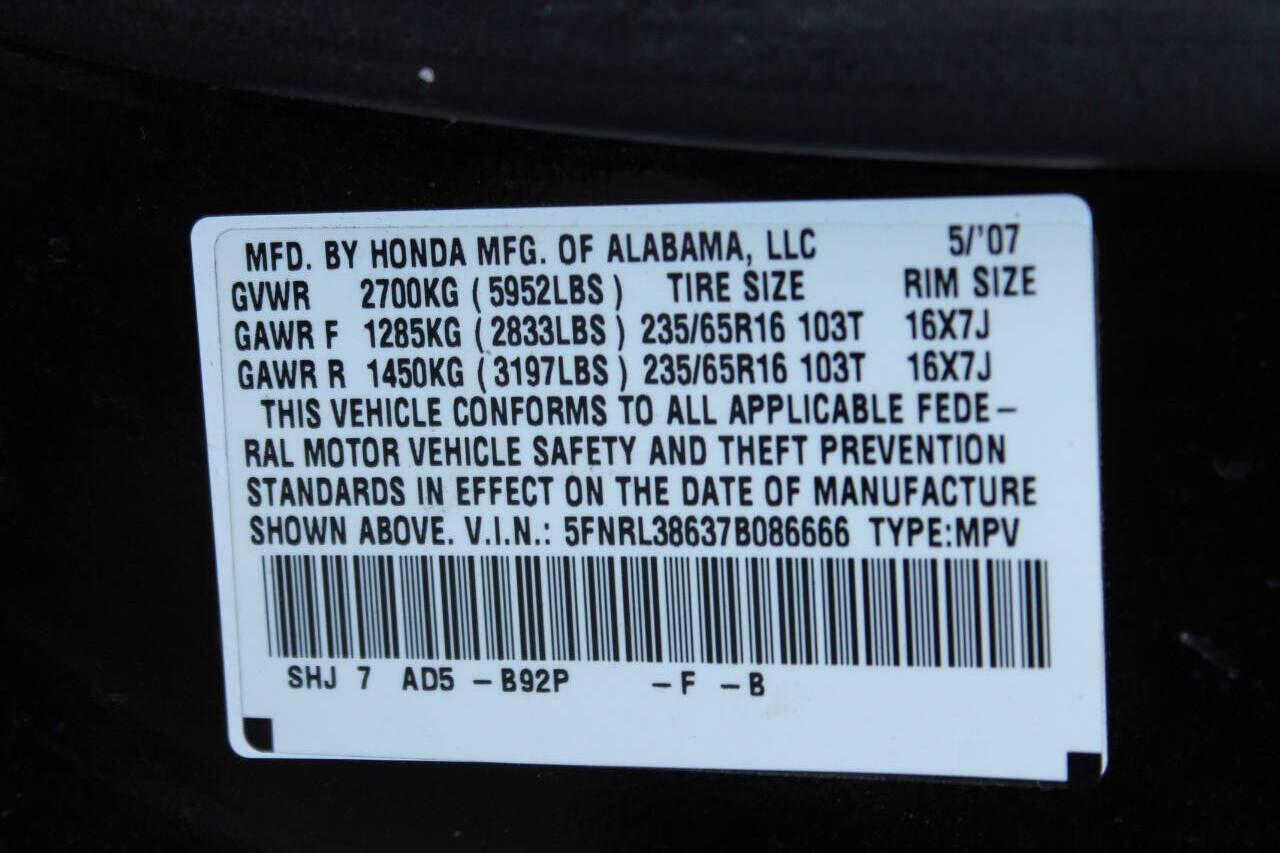 MFD. BY HONDA MFG. OF ALABAMA, LLC 5/'07
GVWR 2700KG (5952LBS) TIRE SIZE RIM SIZE
GAWR F 1285KG (2833LBS) 235/65R16 103T 16X7J
GAWR R 1450KG (3197LBS) 235/65R16 103T 16X7J
THIS VEHICLE CONFORMS TO ALL APPLICABLE FEDE-
RAL MOTOR VEHICLE SAFETY AND THEFT PREVENTION
STANDARDS IN EFFECT ON THE DATE OF MANUFACTURE
SHOWN ABOVE. V.I.N.: 5FNRL38637B086666 TYPE:MPV
SHJ 7 AD5 -B92P -F -B